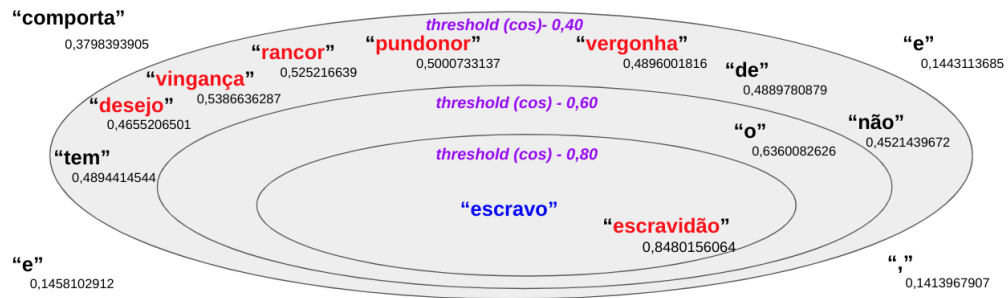 “comporta”
0,3798393905
threshold (cos)- 0,40
“rancor”
0,525216639
“pundonor”
0,5000733137
“vergonha”
0,4896001816
“e”
0,1443113685
“vingança”
0,5386636287
“de”
0,4889780879
“desejo”
0,4655206501
threshold (cos) - 0,60
“o”
0,6360082626
“não”
0,4521439672
“tem”
0,4894414544
threshold (cos) - 0,80
“escravo”
“escravidão”
0,8480156064
“e”
0,1458102912
“,”
0,1413967907